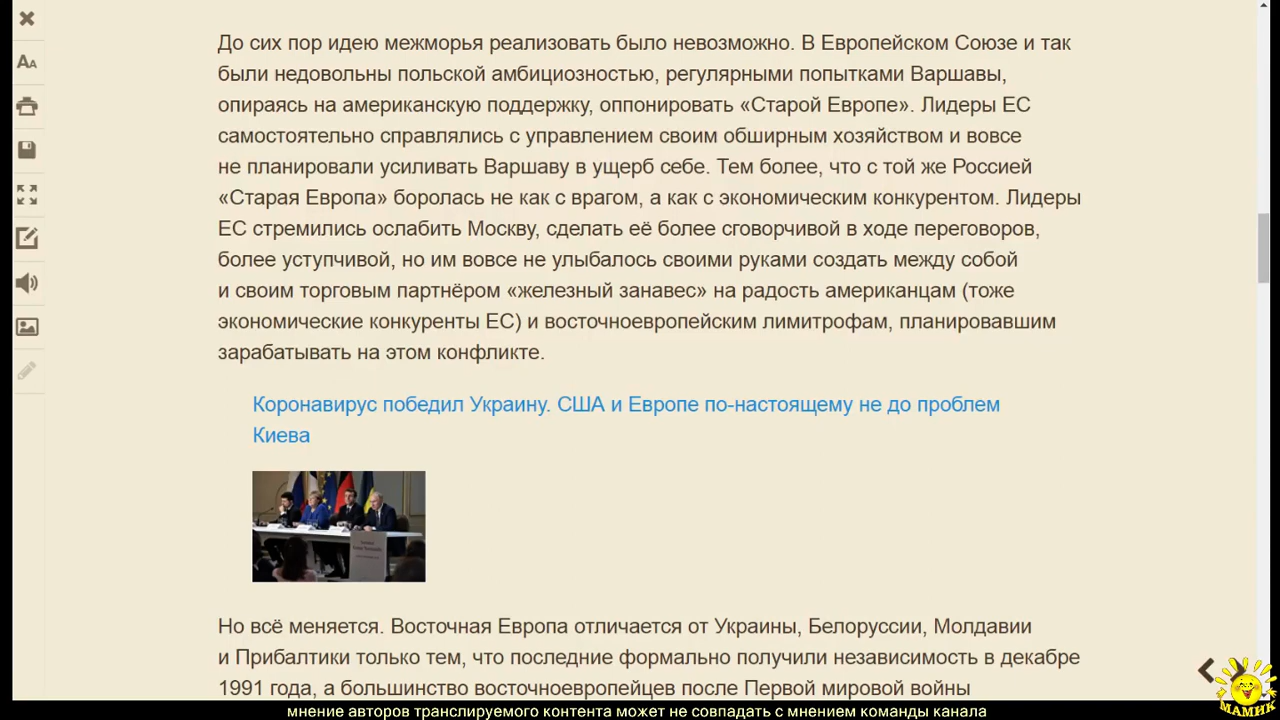 До сих пор идею межморья реализовать было невозможно. В Европейском Союзе и так
были недовольны польской амбициозностью, регулярными попытками Варшавы,
опираясь на американскую поддержку, оппонировать «Старой Европе». Лидеры ЕС
самостоятельно справлялись с управлением своим обширным хозяйством и вовсе
не планировали усиливать Варшаву в ущерб себе. Тем более, что с той же Россией
«Старая Европа» боролась не как с врагом, а как с экономическим конкурентом. Лидеры
ЕС стремились ослабить Москву, сделать её более сговорчивой в ходе переговоров,
более уступчивой, но им вовсе не улыбалось своими руками создать между собой
и своим торговым партнёром «железный занавес» на радость американцам (тоже
экономические конкуренты ЕС) и восточноевропейским лимитрофам, планировавшим
зарабатывать на этом конфликте.
Коронавирус победил Украину. США и Европе по-настоящему не до проблем
Киева
Но всё меняется. Восточная Европа отличается от Украины, Белоруссии, Молдавии
и Прибалтики только тем, что последние формально получили независимость в декабре
1991 года, а большинство восточноевропейцев после Первой мировой войны
МАМИК
мнение авторов транслируемого контента может не совпадать с мнением команды канала